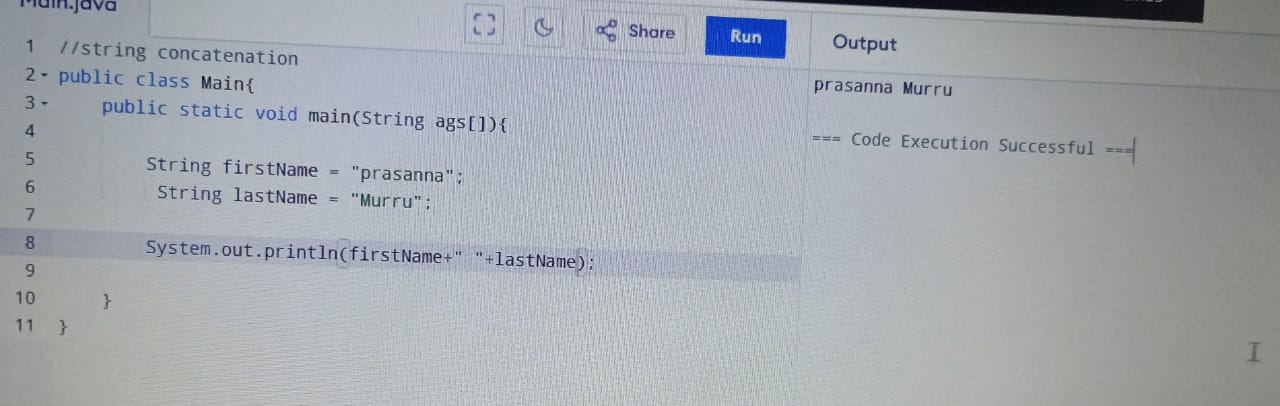 Main.java
Share
Run
Output
1 //string concatenation
2 public class Main{
3 public static void main(String ags[]){
4
5 String firstName = "prasanna";
6 String lastName = "Murru";
7
8 System.out.println(firstName+" "+lastName);
9
10 }
11 }
prasanna Murru
=== Code Execution Successful ===